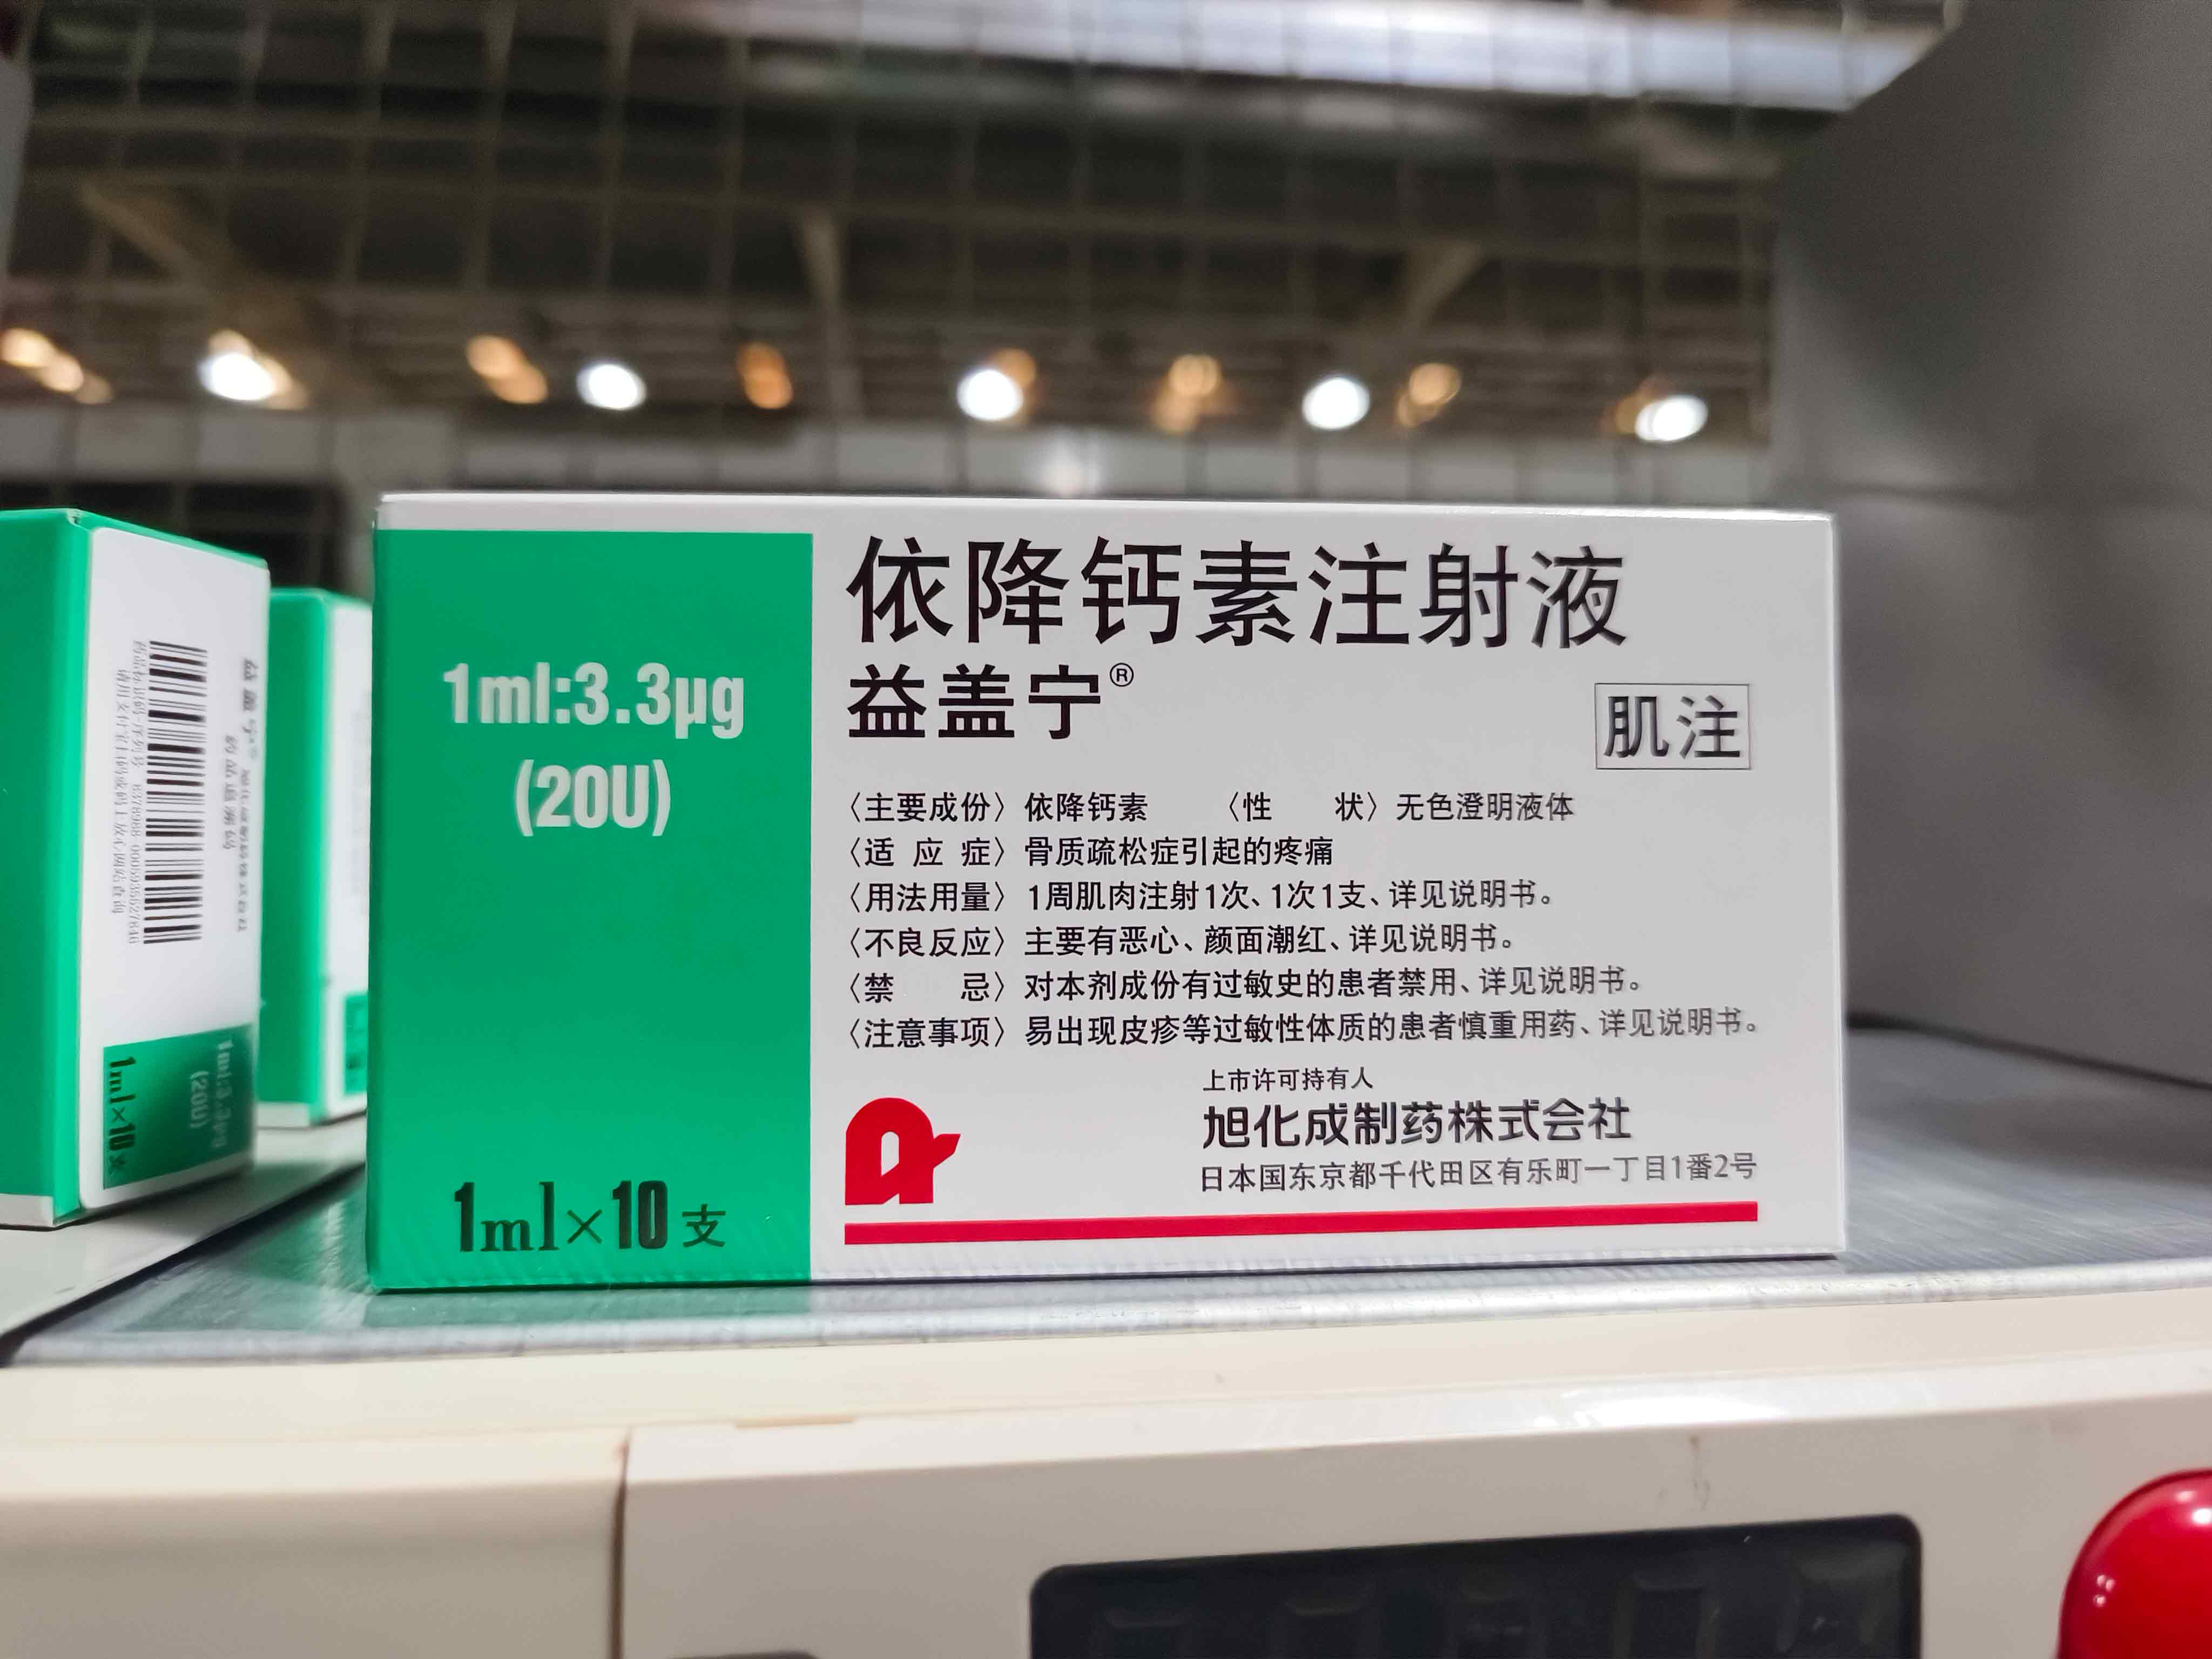 依降钙素注射液
益盖宁®
肌注
1ml:3.3μg
(20U)
〈主要成份〉依降钙素 〈性 状〉无色澄明液体
〈适应症〉骨质疏松症引起的疼痛
〈用法用量〉1周肌肉注射1次、1次1支、详见说明书。
〈不良反应〉主要有恶心、颜面潮红、详见说明书。
〈禁 忌〉对本剂成份有过敏史的患者禁用、详见说明书。
〈注意事项〉易出现皮疹等过敏性体质的患者慎重用药、详见说明书。
上市许可持有人
旭化成制药株式会社
日本国东京都千代田区有乐町一丁目1番2号
1ml×10支
1ml:3.3μg
(20U)
1ml×10支